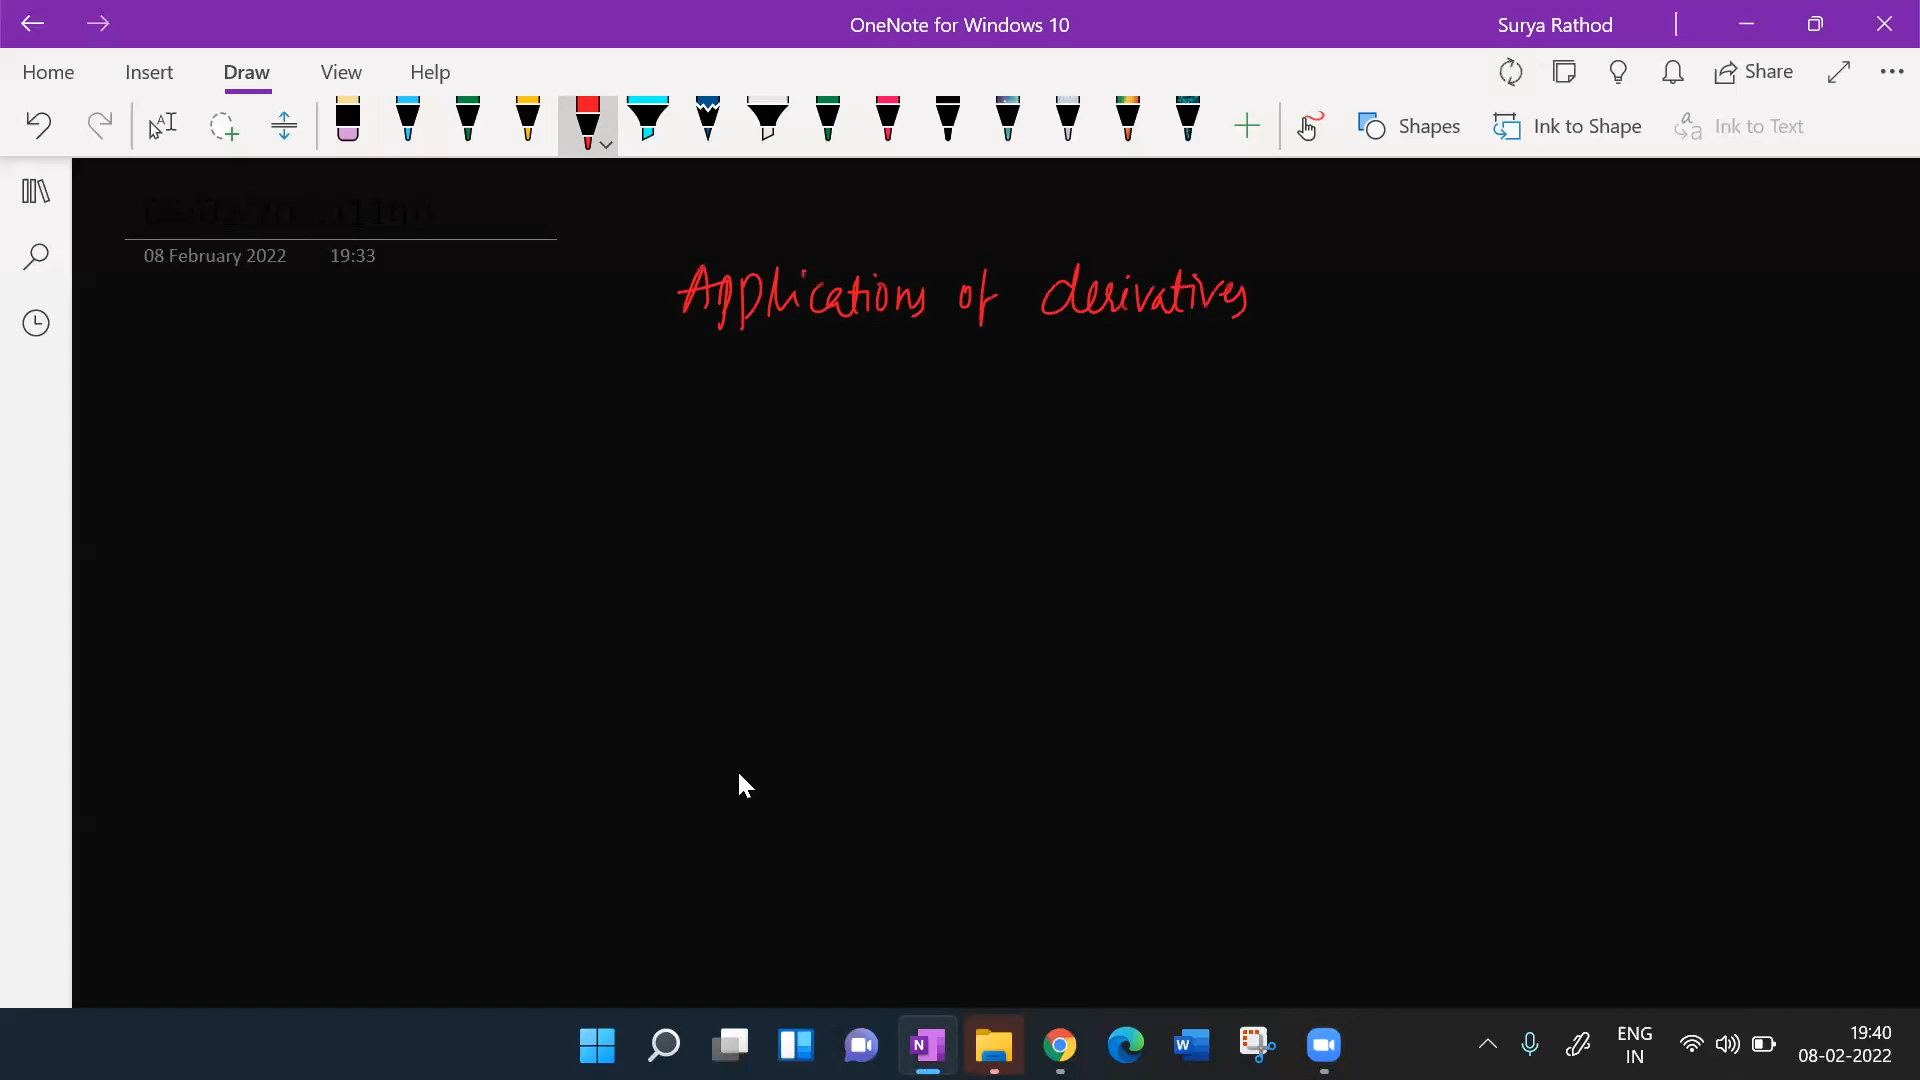 OneNote for Windows 10
Surya Rathod
Home Insert Draw View Help
Share
Shapes
Ink to Shape
Ink to Text
08 February 2022 19:33
Applications of derivatives
ENG
IN
19:40
08-02-2022